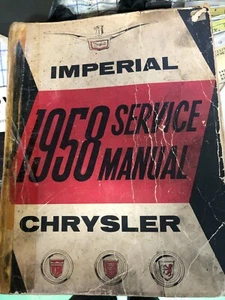 IMPERIAL
1958 SERVICE
MANUAL
CHRYSLER